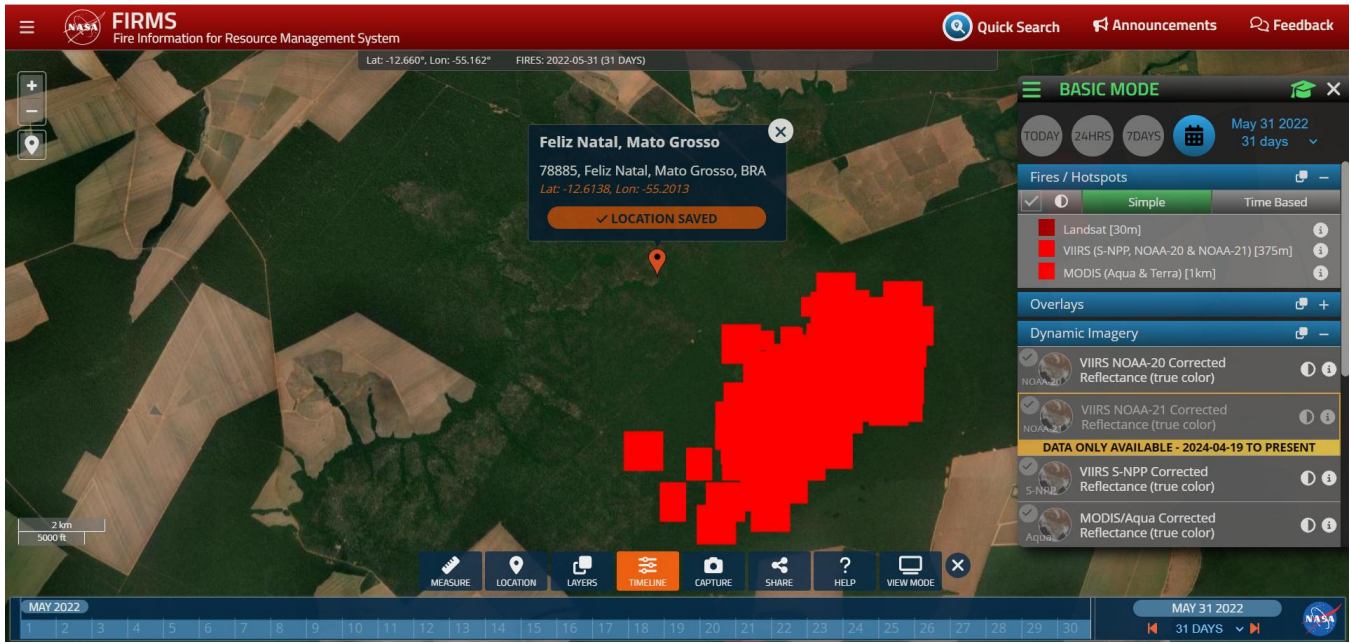 NASA
FIRMS
Fire Information for Resource Management System
Quick Search
Announcements
Feedback
Lat: -12.660°, Lon: -55.162° FIRES: 2022-05-31 (31 DAYS)
+
−
Feliz Natal, Mato Grosso
78885, Feliz Natal, Mato Grosso, BRA
Lat: -12.6138, Lon: -55.2013
LOCATION SAVED
BASIC MODE
TODAY
24HRS
7DAYS
May 31 2022
31 days
Fires / Hotspots
Simple
Time Based
Landsat [30m]
VIIRS (S-NPP, NOAA-20 & NOAA-21) [375m]
MODIS (Aqua & Terra) [1km]
Overlays
Dynamic Imagery
VIIRS NOAA-20 Corrected
Reflectance (true color)
NOAA-20
VIIRS NOAA-21 Corrected
Reflectance (true color)
NOAA-21
DATA ONLY AVAILABLE - 2024-04-19 TO PRESENT
VIIRS S-NPP Corrected
Reflectance (true color)
S-NPP
MODIS/Aqua Corrected
Reflectance (true color)
Aqua
2 km
5000 ft
MEASURE
LOCATION
LAYERS
TIMELINE
CAPTURE
SHARE
HELP
VIEW MODE
MAY 2022
1 2 3 4 5 6 7 8 9 10 11 12 13 14 15 16 17 18 19 20 21 22 23 24 25 26 27 28 29 30
MAY 31 2022
31 DAYS
NASA